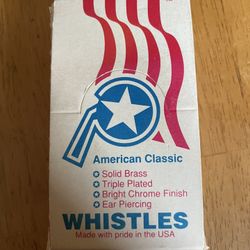 American Classic
Solid Brass
Triple Plated
Bright Chrome Finish
Ear Piercing
WHISTLES
Made with pride in the USA